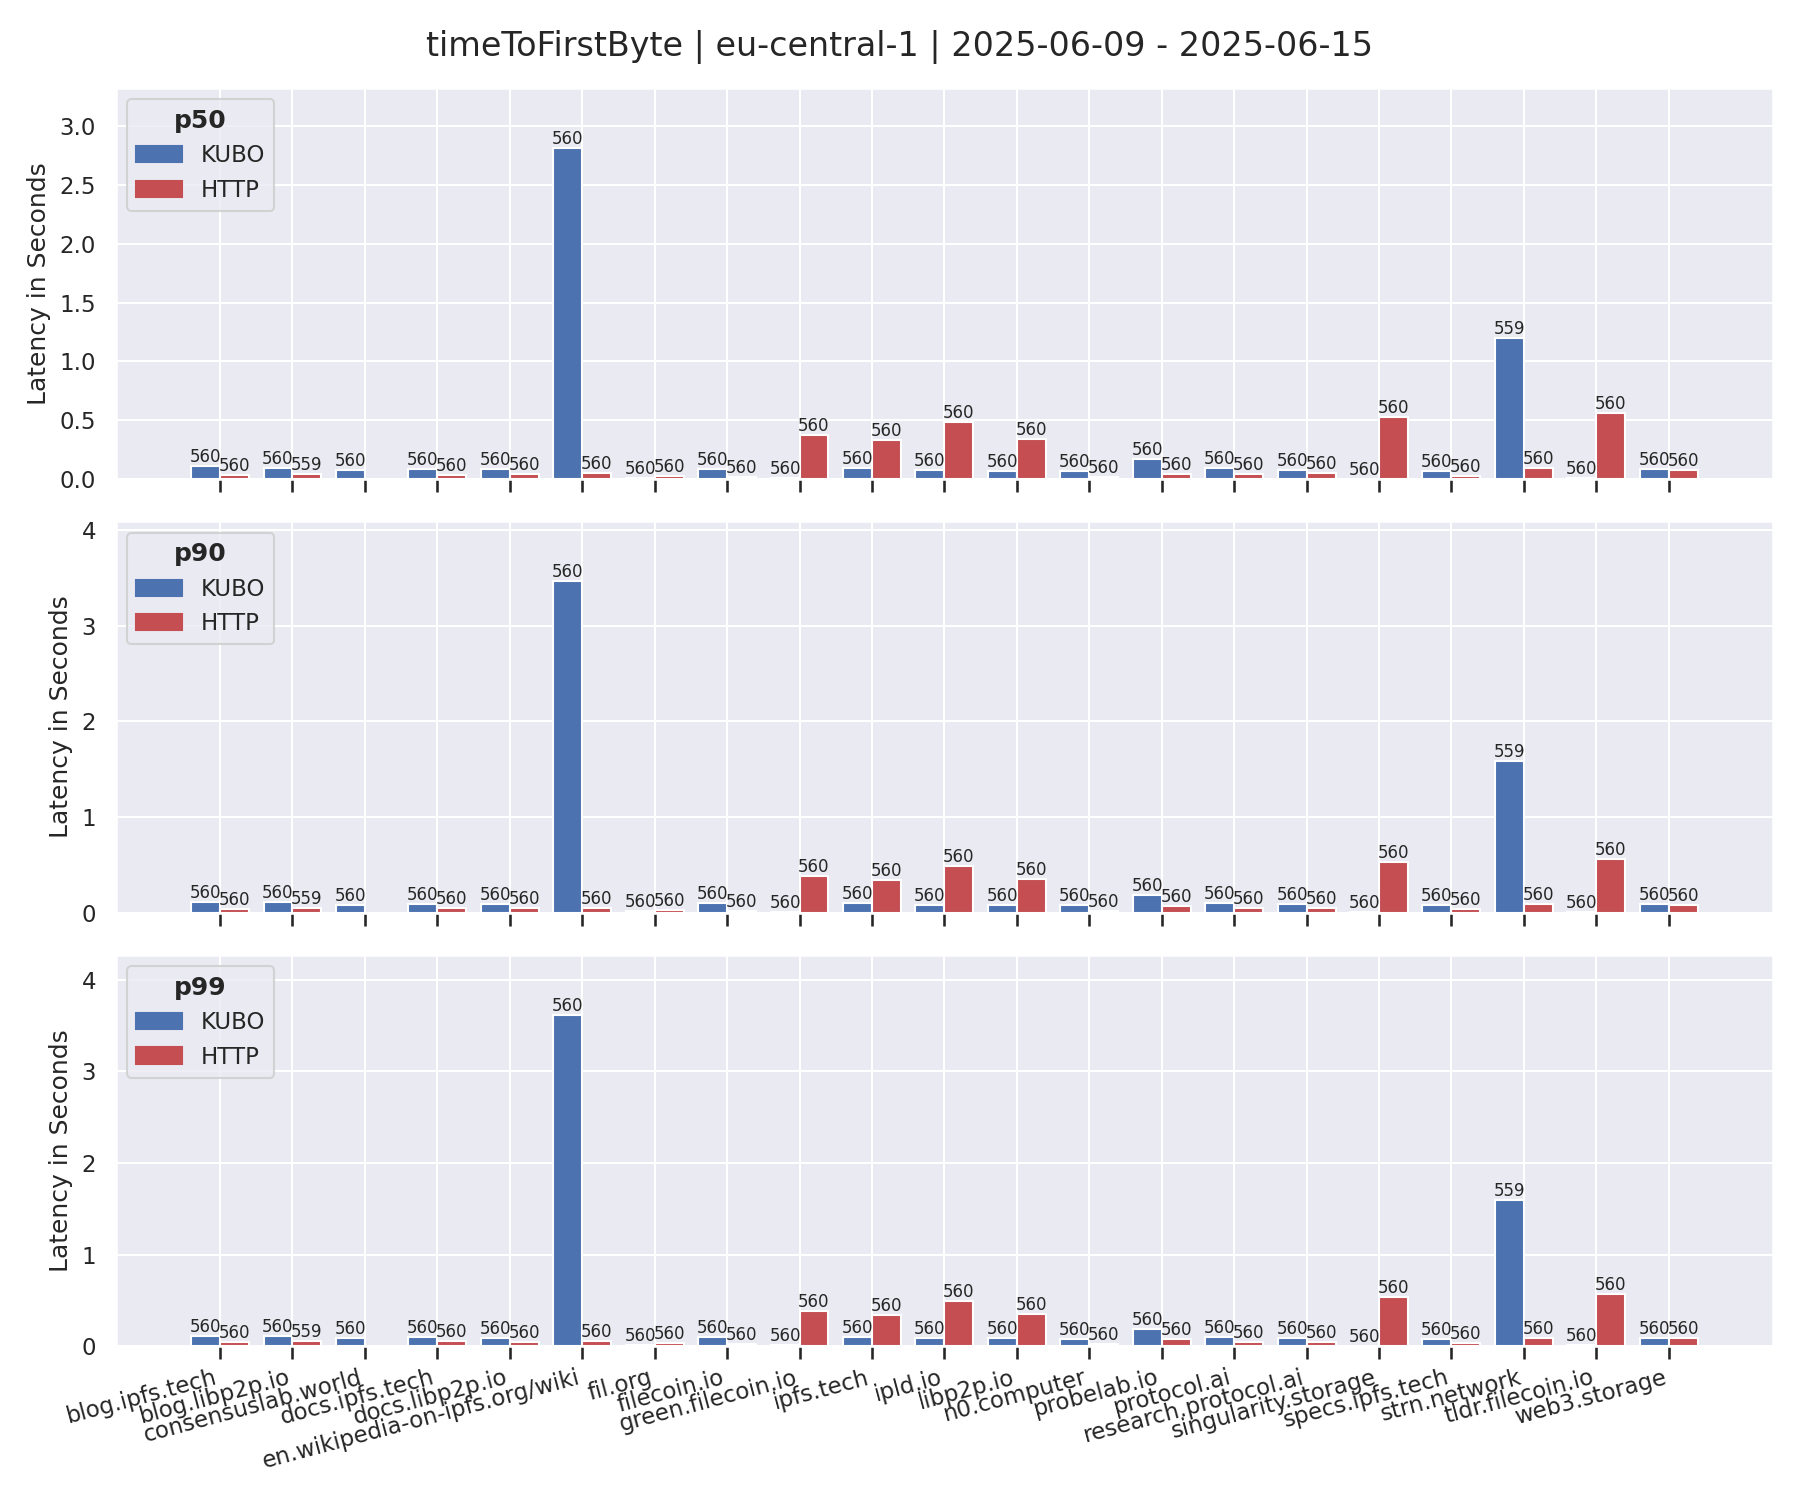 timeToFirstByte | eu-central-1 | 2025-06-09 - 2025-06-15
p50
KUBO
HTTP
Latency in Seconds
3.0
2.5
2.0
1.5
1.0
0.5
0.0
560 560 560 559 560 560 560 560 560 560 560 560 560 560 560 560 560 560 560 560 560 560 560 560 560 560 560 560 560 560 560 560 560 560 560 560 559 560 560 560 560 560
p90
KUBO
HTTP
Latency in Seconds
4
3
2
1
0
560 560 560 559 560 560 560 560 560 560 560 560 560 560 560 560 560 560 560 560 560 560 560 560 560 560 560 560 560 560 560 560 560 560 560 560 559 560 560 560 560 560
p99
KUBO
HTTP
Latency in Seconds
4
3
2
1
0
560 560 560 559 560 560 560 560 560 560 560 560 560 560 560 560 560 560 560 560 560 560 560 560 560 560 560 560 560 560 560 560 560 560 560 560 559 560 560 560 560 560
blog.ipfs.tech
blog.libp2p.io
consensuslab.world
docs.ipfs.tech
docs.libp2p.io
en.wikipedia-on-ipfs.org/wiki
fil.org
filecoin.io
green.filecoin.io
ipfs.tech
ipld.io
libp2p.io
n0.computer
probelab.io
protocol.ai
research.protocol.ai
singularity.storage
specs.ipfs.tech
strn.network
tldr.filecoin.io
web3.storage